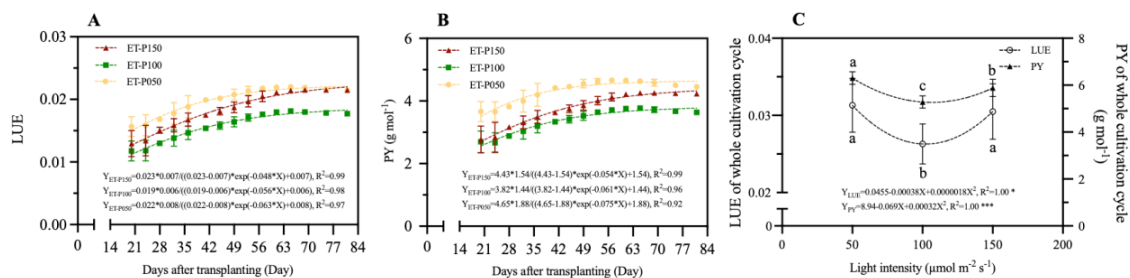 A
0.03
0.02
0.01
0.00
LUE
ET-P150
ET-P100
ET-P050
Y_ET-P150=0.023*0.007/((0.023-0.007)*exp(-0.048*X)+0.007), R²=0.99
Y_ET-P100=0.019*0.006/((0.019-0.006)*exp(-0.056*X)+0.006), R²=0.98
Y_ET-P050=0.022*0.008/((0.022-0.008)*exp(-0.063*X)+0.008), R²=0.97
0 14 21 28 35 42 49 56 63 70 77 84
Days after transplanting (Day)
B
6
4
2
0
PY (g mol⁻¹)
ET-P150
ET-P100
ET-P050
Y_ET-P150=4.43*1.54/((4.43-1.54)*exp(-0.054*X)+1.54), R²=0.99
Y_ET-P100=3.82*1.44/((3.82-1.44)*exp(-0.061*X)+1.44), R²=0.96
Y_ET-P050=4.65*1.88/((4.65-1.88)*exp(-0.075*X)+1.88), R²=0.92
0 14 21 28 35 42 49 56 63 70 77 84
Days after transplanting (Day)
C
0.04
0.03
0.02
0.00
LUE of whole cultivation cycle
LUE
PY
a
c
b
a
b
a
Y_LUE=0.0455-0.00038X+0.0000018X², R²=1.00 *
Y_PY=8.94-0.069X+0.00032X², R²=1.00 ***
8
6
4
2
0
PY of whole cultivation cycle
(g mol⁻¹)
0 50 100 150 200
Light intensity (μmol m⁻² s⁻¹)